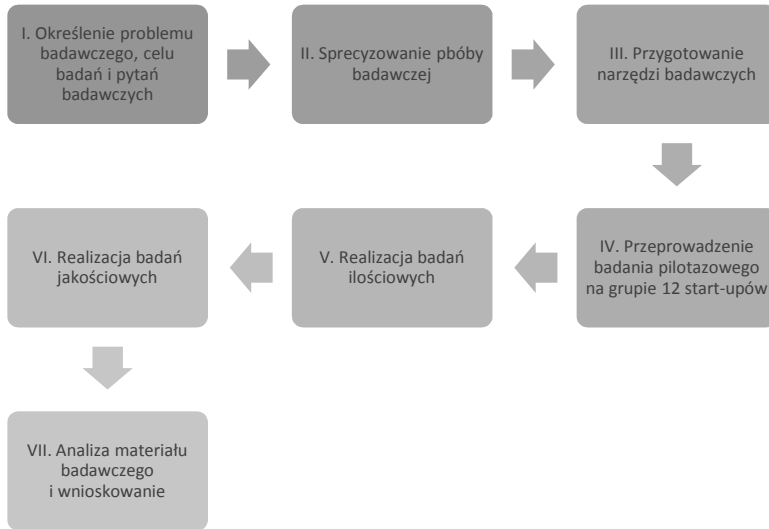 I. Określenie problemu
badawczego, celu
badań i pytań
badawczych
II. Sprecyzowanie pbóby
badawczej
III. Przygotowanie
narzędzi badawczych
IV. Przeprowadzenie
badania pilotazowego
na grupie 12 start-upów
V. Realizacja badań
ilościowych
VI. Realizacja badań
jakościowych
VII. Analiza materiału
badawczego
i wnioskowanie